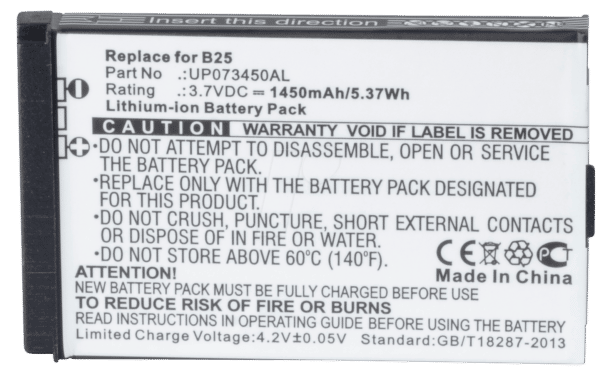 Insert this direction
Replace for B25
Part No .:UP073450AL
Rating .:3.7VDC ⎓ 1450mAh/5.37Wh
Lithium-ion Battery Pack
CAUTION WARRANTY VOID IF LABEL IS REMOVED
•DO NOT ATTEMPT TO DISASSEMBLE, OPEN OR SERVICE
THE BATTERY PACK.
•REPLACE ONLY WITH THE BATTERY PACK DESIGNATED
FOR THIS PRODUCT.
•DO NOT CRUSH, PUNCTURE, SHORT EXTERNAL CONTACTS
OR DISPOSE OF IN FIRE OR WATER.
•DO NOT STORE ABOVE 60°C (140°F).
CE
Made In China
ATTENTION!
NEW BATTERY PACK MUST BE FULLY CHARGED BEFORE USE
TO REDUCE RISK OF FIRE OR BURNS
READ INSTRUCTIONS IN OPERATING GUIDE BEFORE BEFORE USING BATTERY
Limited Charge Voltage:4.2V±0.05V Standard:GB/T18287-2013